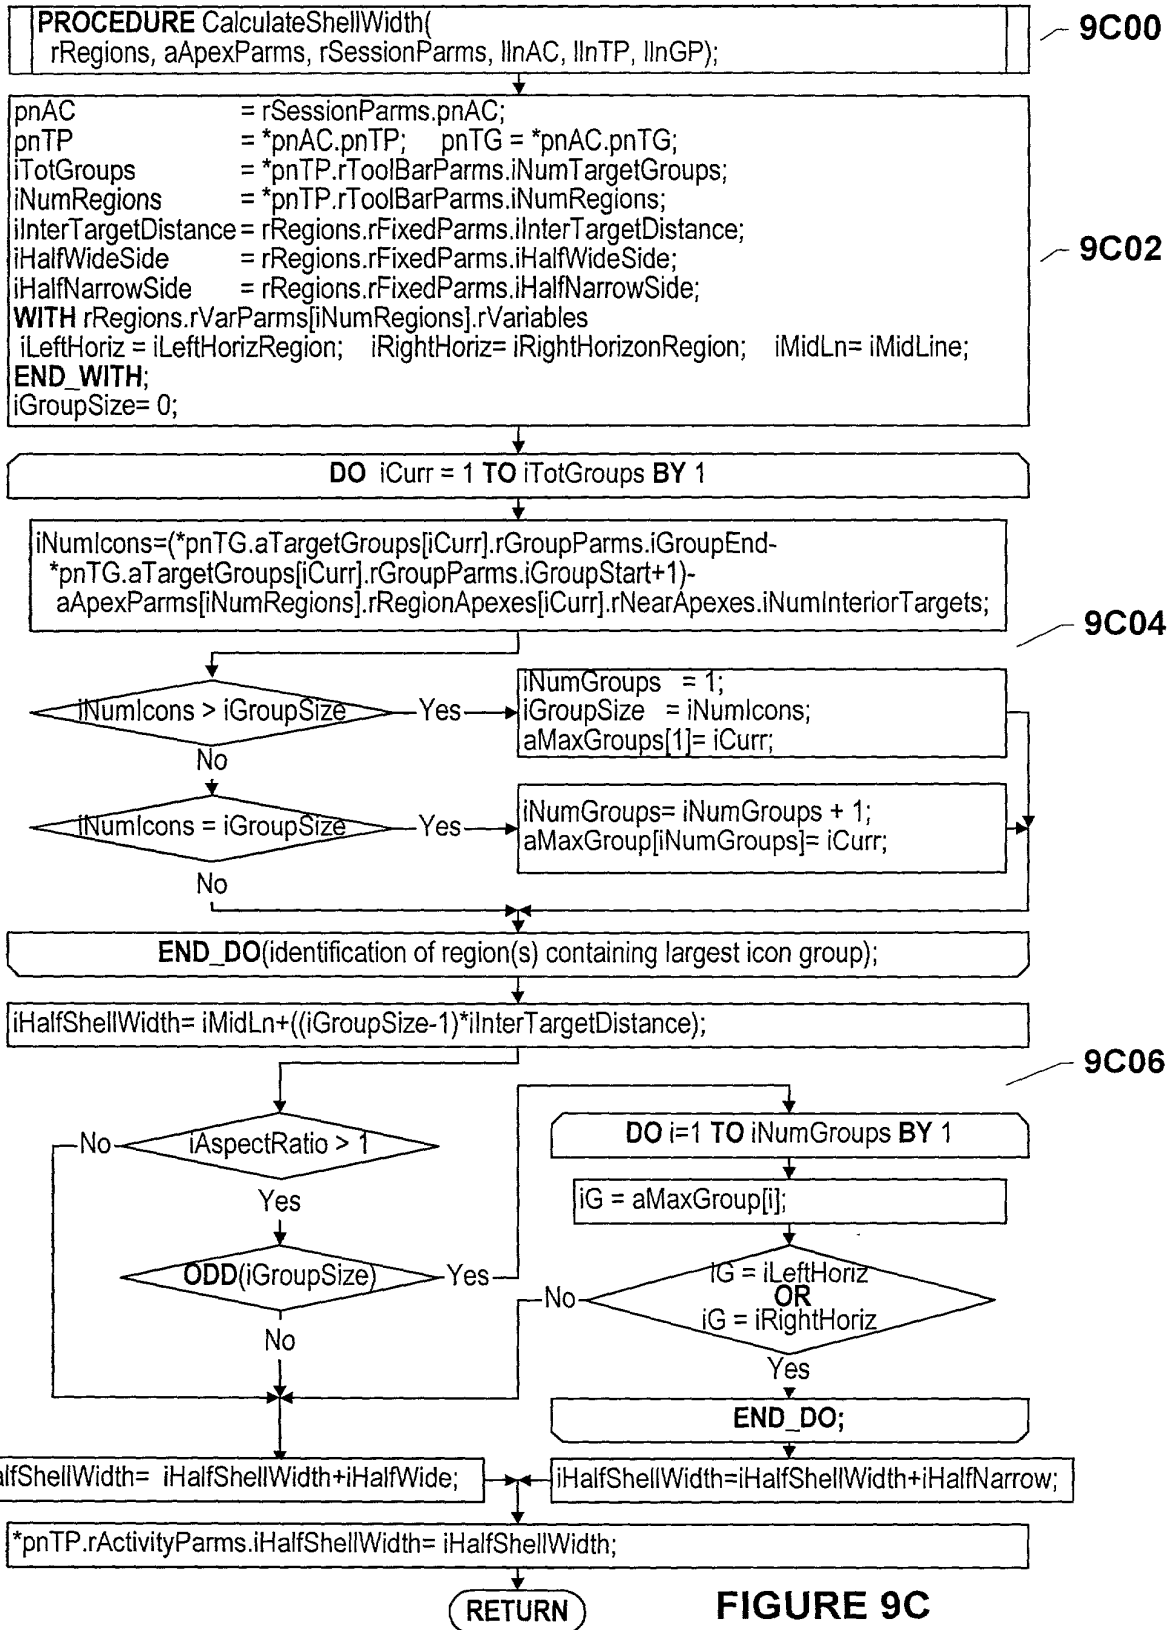 PROCEDURE CalculateShellWidth(
rRegions, aApexParms, rSessionParms, llnAC, llnTP, llnGP);
9C00
pnAC = rSessionParms.pnAC;
pnTP = *pnAC.pnTP; pnTG = *pnAC.pnTG;
iTotGroups = *pnTP.rToolBarParms.iNumTargetGroups;
iNumRegions = *pnTP.rToolBarParms.iNumRegions;
iInterTargetDistance = rRegions.rFixedParms.iInterTargetDistance;
iHalfWideSide = rRegions.rFixedParms.iHalfWideSide;
iHalfNarrowSide = rRegions.rFixedParms.iHalfNarrowSide;
WITH rRegions.rVarParms[iNumRegions].rVariables
iLeftHoriz = iLeftHorizRegion; iRightHoriz= iRightHorizonRegion; iMidLn= iMidLine;
END_WITH;
iGroupSize= 0;
9C02
DO iCurr = 1 TO iTotGroups BY 1
iNumIcons=(*pnTG.aTargetGroups[iCurr].rGroupParms.iGroupEnd-
*pnTG.aTargetGroups[iCurr].rGroupParms.iGroupStart+1)-
aApexParms[iNumRegions].rRegionApexes[iCurr].rNearApexes.iNumInteriorTargets;
9C04
iNumIcons > iGroupSize
Yes
iNumGroups = 1;
iGroupSize = iNumIcons;
aMaxGroups[1]= iCurr;
No
iNumIcons = iGroupSize
Yes
iNumGroups= iNumGroups + 1;
aMaxGroup[iNumGroups]= iCurr;
No
END_DO(identification of region(s) containing largest icon group);
iHalfShellWidth= iMidLn+((iGroupSize-1)*iInterTargetDistance);
9C06
No
iAspectRatio > 1
DO i=1 TO iNumGroups BY 1
Yes
iG = aMaxGroup[i];
ODD(iGroupSize)
Yes
No
iG = iLeftHoriz
OR
iG = iRightHoriz
No
Yes
END_DO;
alfShellWidth= iHalfShellWidth+iHalfWide;
iHalfShellWidth=iHalfShellWidth+iHalfNarrow;
*pnTP.rActivityParms.iHalfShellWidth= iHalfShellWidth;
RETURN
FIGURE 9C